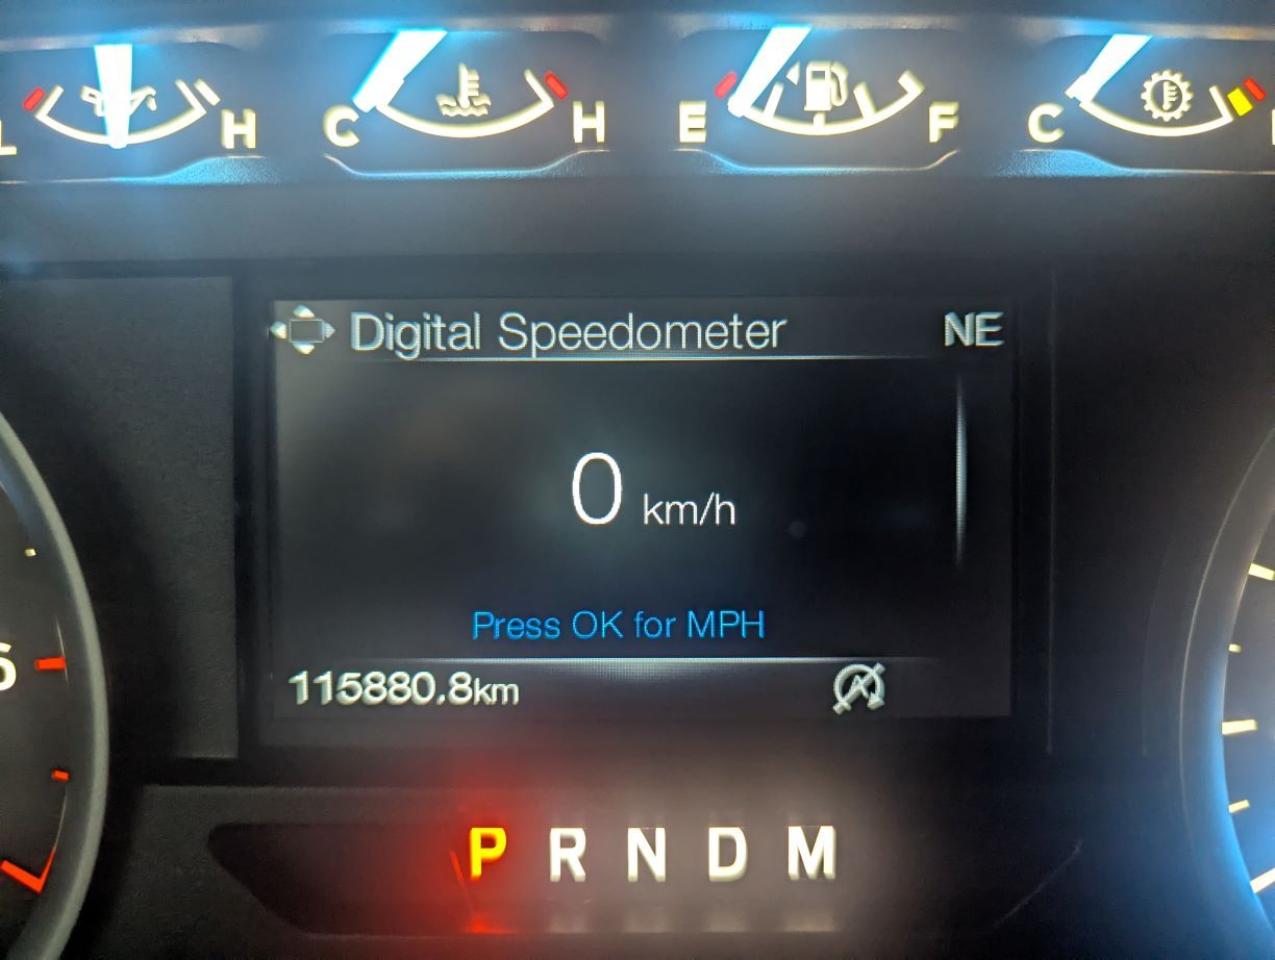 H C H E F C
Digital Speedometer NE
0 km/h
Press OK for MPH
115880.8km
P R N D M